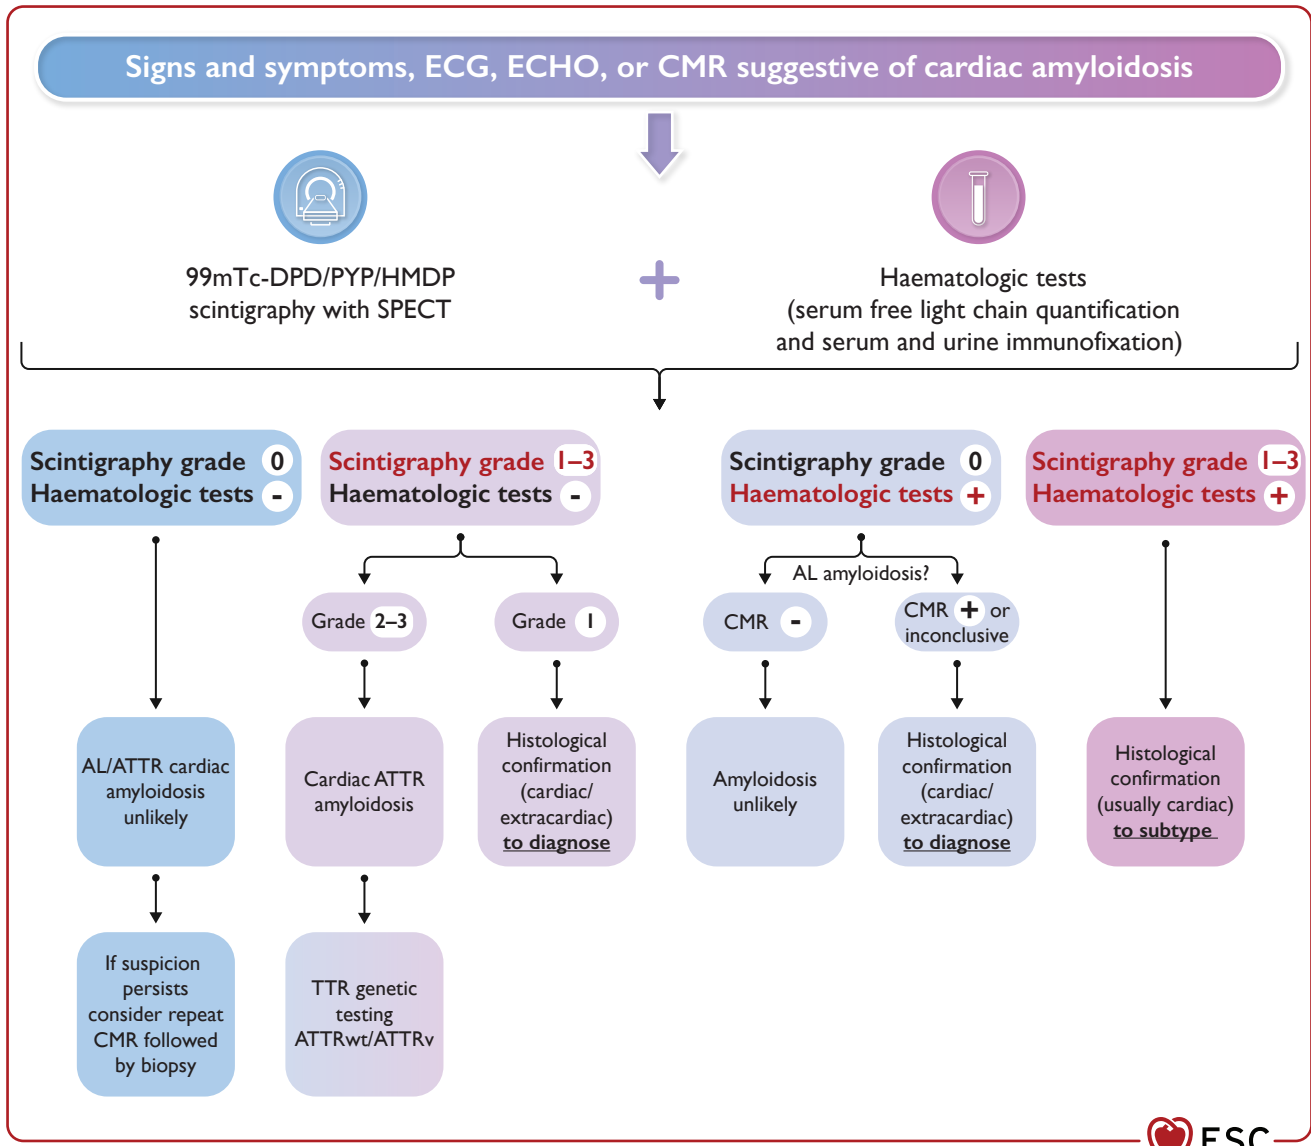 Signs and symptoms, ECG, ECHO, or CMR suggestive of cardiac amyloidosis
99mTc-DPD/PYP/HMDP
scintigraphy with SPECT
+
Haematologic tests
(serum free light chain quantification
and serum and urine immunofixation)
Scintigraphy grade 0
Haematologic tests -
Scintigraphy grade 1–3
Haematologic tests -
Scintigraphy grade 0
Haematologic tests +
Scintigraphy grade 1–3
Haematologic tests +
AL amyloidosis?
Grade 2–3
Grade 1
CMR -
CMR + or
inconclusive
AL/ATTR cardiac
amyloidosis
unlikely
Cardiac ATTR
amyloidosis
Histological
confirmation
(cardiac/
extracardiac)
to diagnose
Amyloidosis
unlikely
Histological
confirmation
(cardiac/
extracardiac)
to diagnose
Histological
confirmation
(usually cardiac)
to subtype
If suspicion
persists
consider repeat
CMR followed
by biopsy
TTR genetic
testing
ATTRwt/ATTRv
ESC